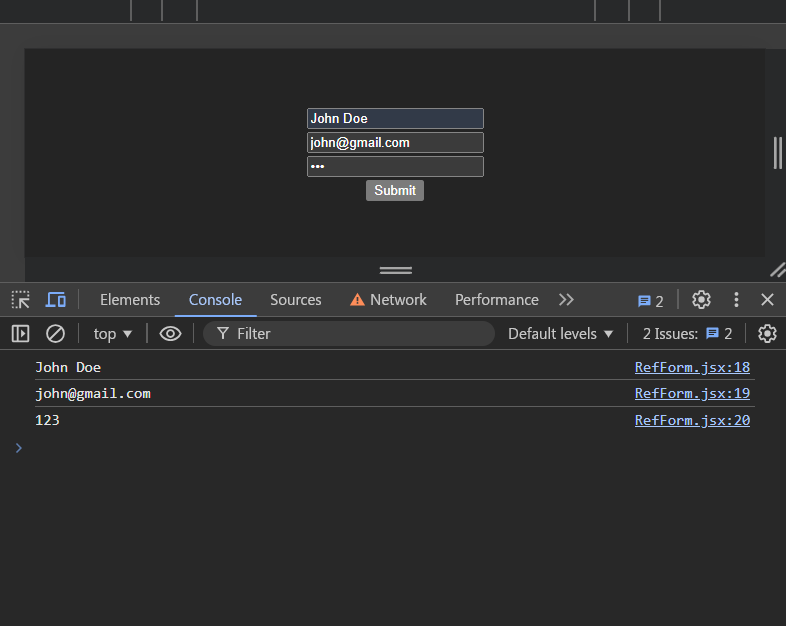 John Doe
john@gmail.com
•••
Submit
Elements Console Sources Network Performance 2
top Filter Default levels 2 Issues: 2
John Doe RefForm.jsx:18
john@gmail.com RefForm.jsx:19
123 RefForm.jsx:20